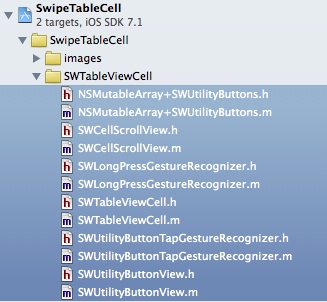 SwipeTableCell
2 targets, iOS SDK 7.1
SwipeTableCell
images
SWTableViewCell
h NSMutableArray+SWUtilityButtons.h
m NSMutableArray+SWUtilityButtons.m
h SWCellScrollView.h
m SWCellScrollView.m
h SWLongPressGestureRecognizer.h
m SWLongPressGestureRecognizer.m
h SWTableViewCell.h
m SWTableViewCell.m
h SWUtilityButtonTapGestureRecognizer.h
m SWUtilityButtonTapGestureRecognizer.m
h SWUtilityButtonView.h
m SWUtilityButtonView.m